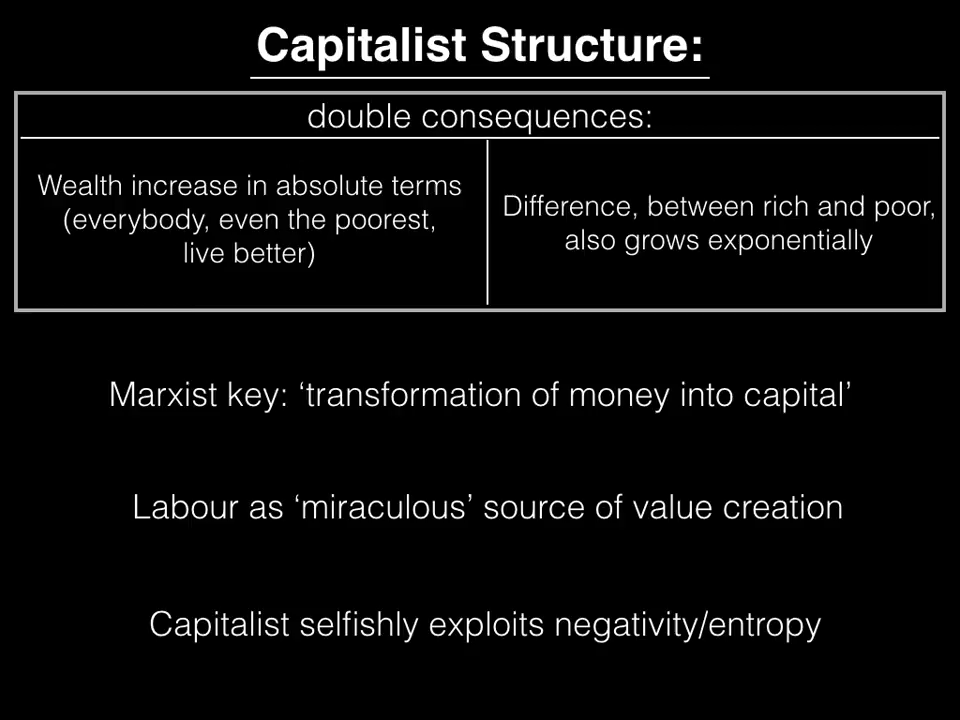 Capitalist Structure:
double consequences:
Wealth increase in absolute terms
(everybody, even the poorest,
live better)
Difference, between rich and poor,
also grows exponentially
Marxist key: ‘transformation of money into capital’
Labour as ‘miraculous’ source of value creation
Capitalist selfishly exploits negativity/entropy